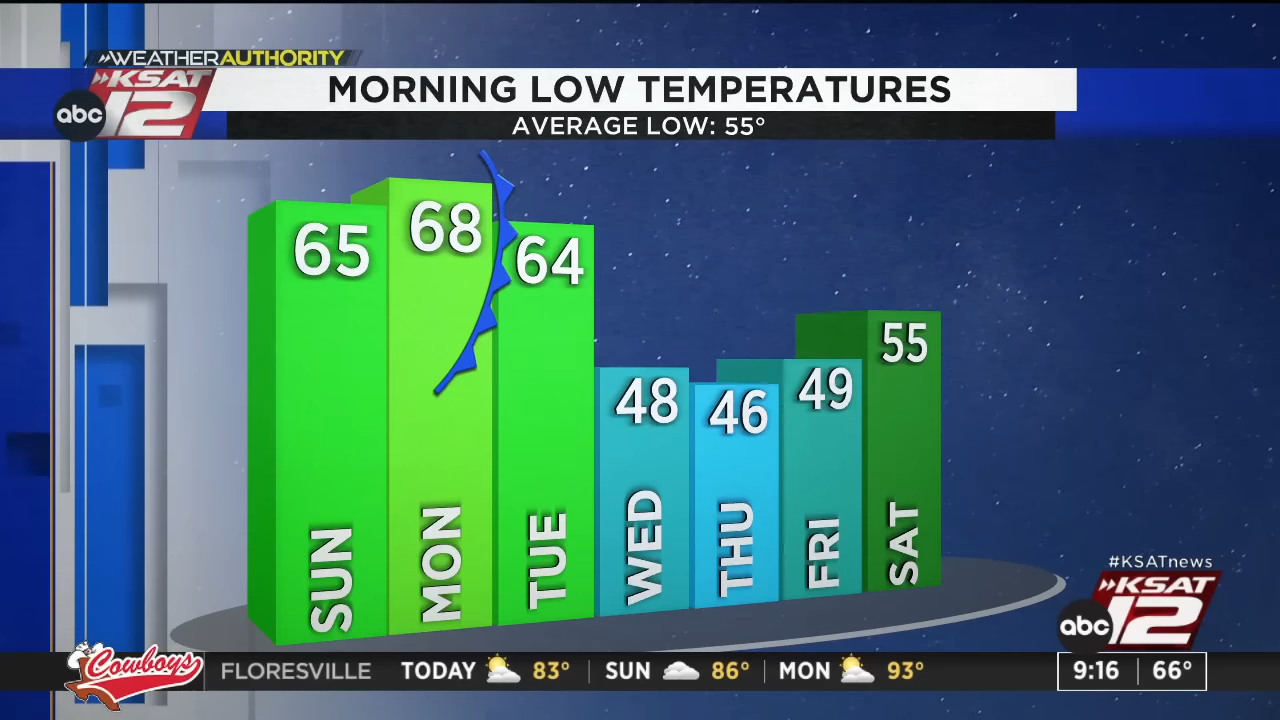 WEATHERAUTHORITY
KSAT
abc 12
MORNING LOW TEMPERATURES
AVERAGE LOW: 55°
65 68 64 48 46 49 55
SUN MON TUE WED THU FRI SAT
#KSATnews
KSAT
abc 12
Cowboys FLORESVILLE TODAY 83° SUN 86° MON 93° 9:16 66°